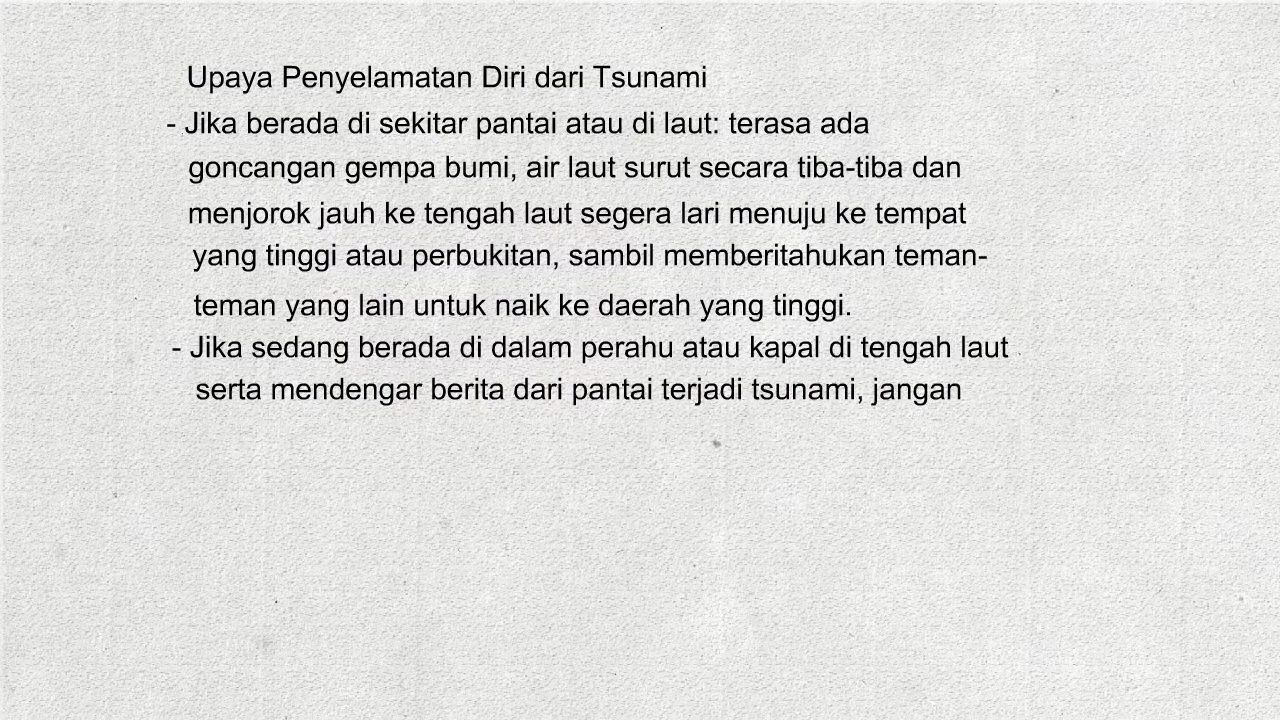 Upaya Penyelamatan Diri dari Tsunami
- Jika berada di sekitar pantai atau di laut: terasa ada
goncangan gempa bumi, air laut surut secara tiba-tiba dan
menjorok jauh ke tengah laut segera lari menuju ke tempat
yang tinggi atau perbukitan, sambil memberitahukan teman-
teman yang lain untuk naik ke daerah yang tinggi.
- Jika sedang berada di dalam perahu atau kapal di tengah laut
serta mendengar berita dari pantai terjadi tsunami, jangan